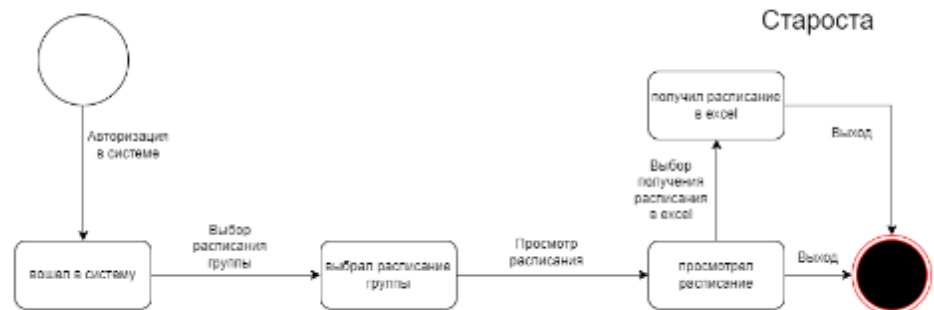 Староста
получил расписание
в excel
Авторизация
в системе
Выход
Выбор
получения
расписания
в excel
Выбор
расписания
группы
Просмотр
расписания
Выход
вошел в систему
выбрал расписание
группы
просмотрел
расписание